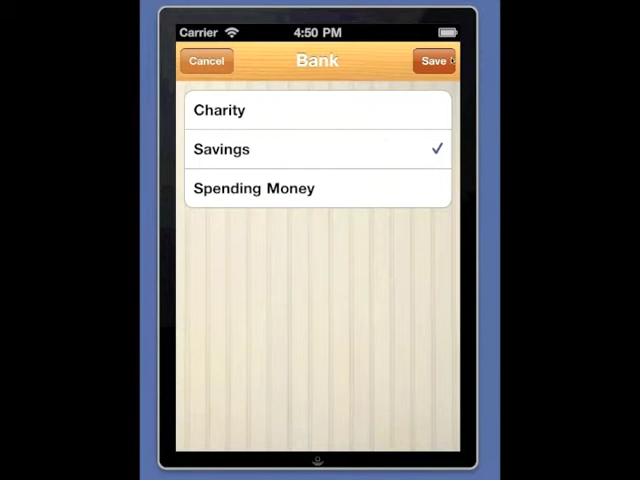 Carrier 4:50 PM
Cancel Bank Save
Charity
Savings
Spending Money